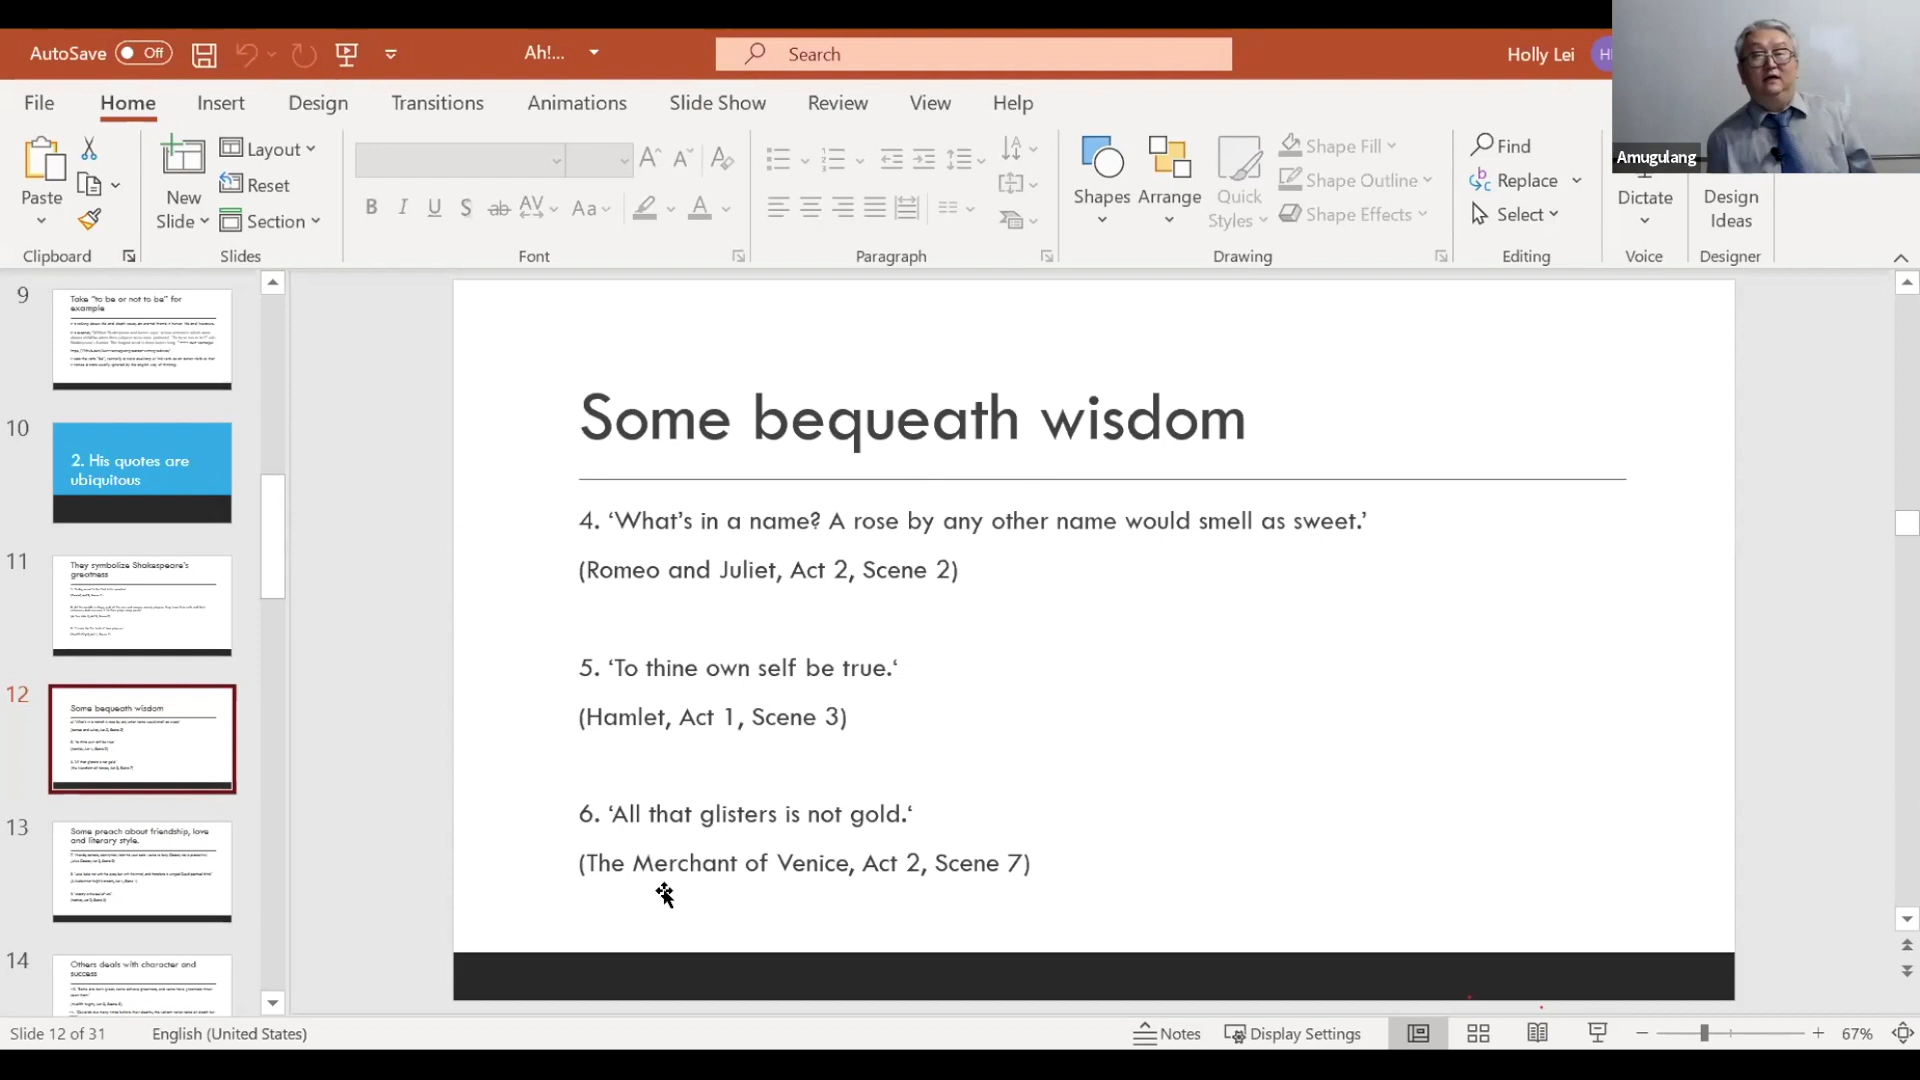 AutoSave Off
Ah!...
Search
Holly Lei
File Home Insert Design Transitions Animations Slide Show Review View Help
Amugulang
Paste
New Slide
Layout
Reset
Section
B I U S ab AV Aa A
Shapes
Arrange
Quick Styles
Shape Fill
Shape Outline
Shape Effects
Find
Replace
Select
Dictate
Design Ideas
Clipboard Slides Font Paragraph Drawing Editing Voice Designer
9
Take "to be or not to be" for
example
10
2. His quotes are
ubiquitous
11
They symbolize Shakespeare's
greatness
12
Some bequeath wisdom
13
Some preach about friendship, love
and literary style.
14
Others deals with character and
success
Some bequeath wisdom
4. ‘What’s in a name? A rose by any other name would smell as sweet.’
(Romeo and Juliet, Act 2, Scene 2)
5. ‘To thine own self be true.‘
(Hamlet, Act 1, Scene 3)
6. ‘All that glisters is not gold.‘
(The Merchant of Venice, Act 2, Scene 7)
Slide 12 of 31 English (United States) Notes Display Settings 67%